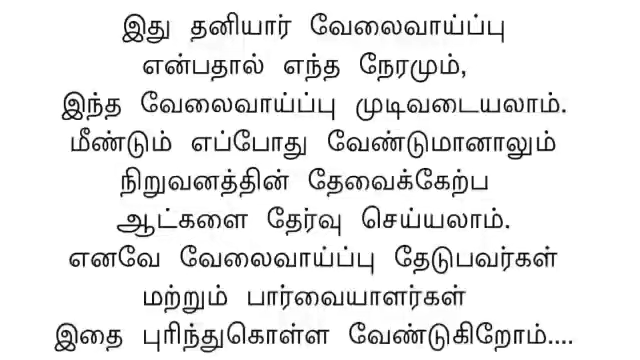 இது தனியார் வேலைவாய்ப்பு
என்பதால் எந்த நேரமும்,
இந்த வேலைவாய்ப்பு முடிவடையலாம்.
மீண்டும் எப்போது வேண்டுமானாலும்
நிறுவனத்தின் தேவைக்கேற்ப
ஆட்களை தேர்வு செய்யலாம்.
எனவே வேலைவாய்ப்பு தேடுபவர்கள்
மற்றும் பார்வையாளர்கள்
இதை புரிந்துகொள்ள வேண்டுகிறோம்....